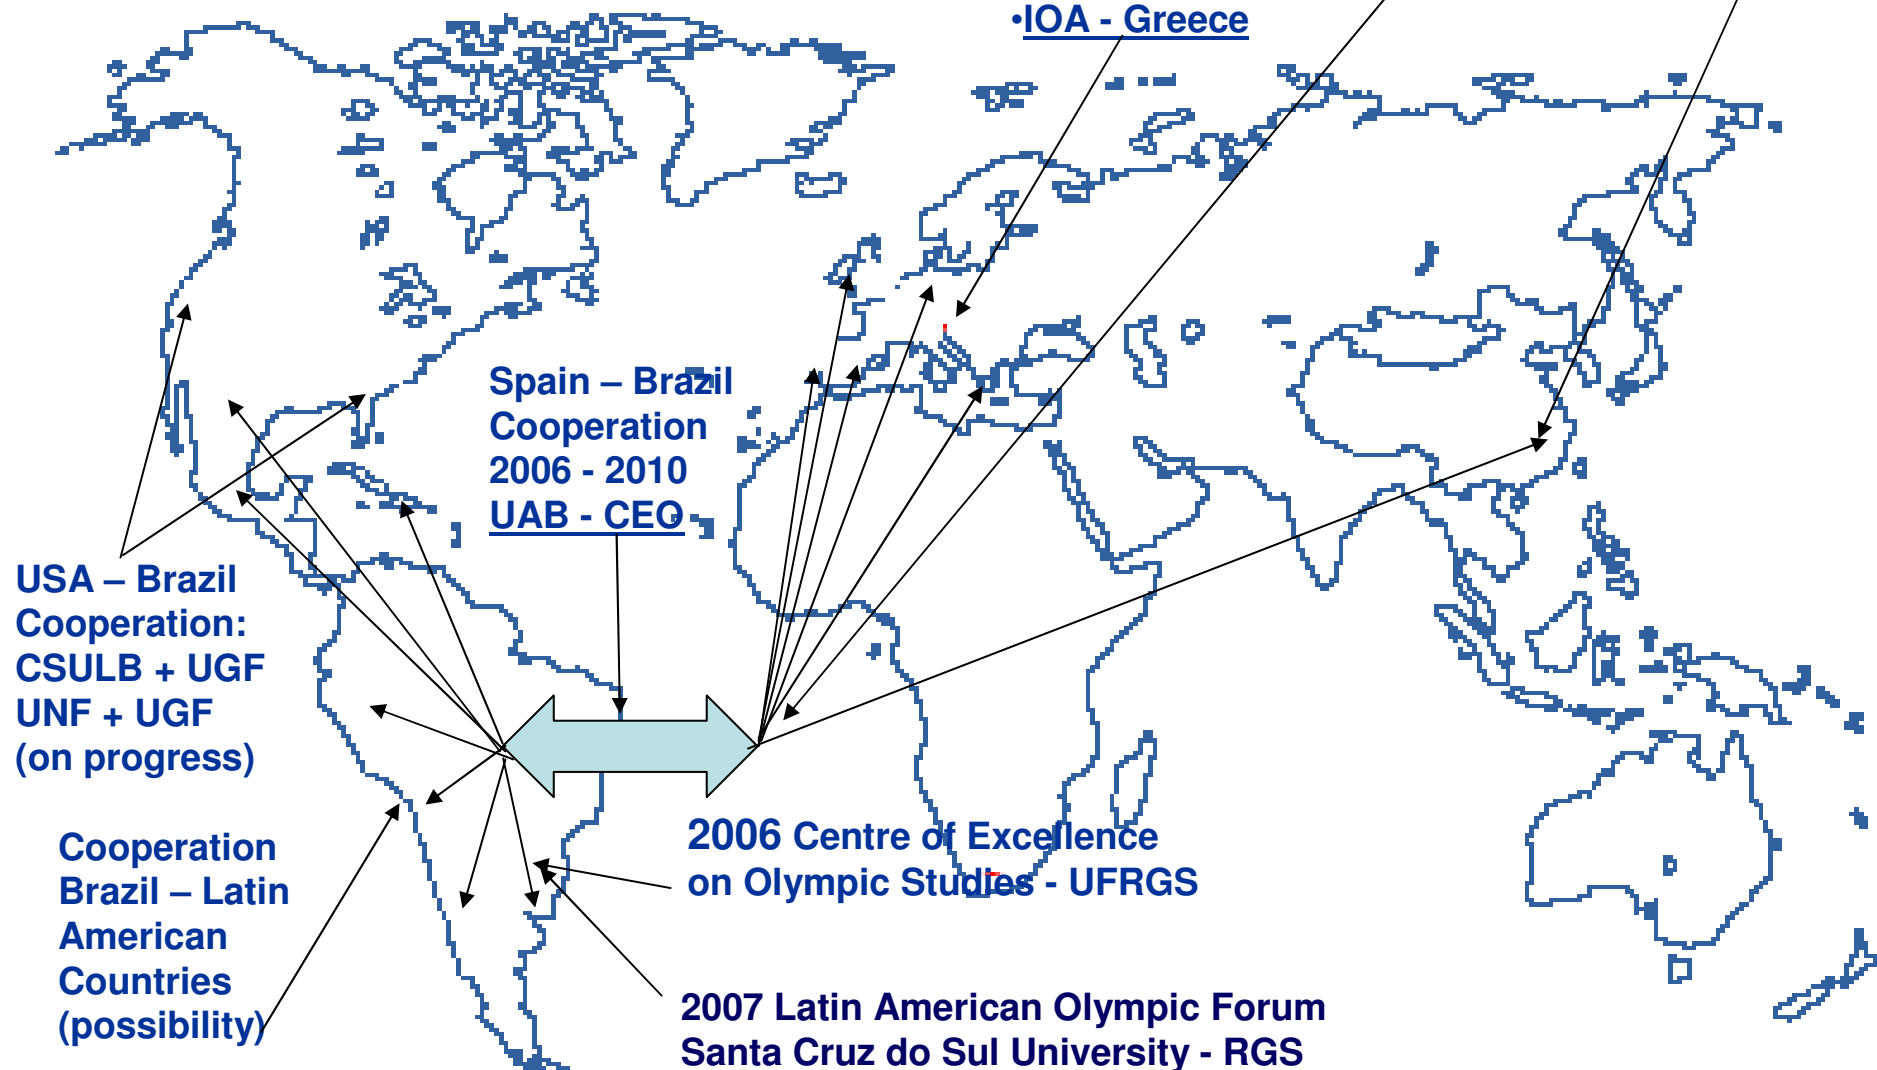 •IOA - Greece
Spain – Brazil
Cooperation
2006 - 2010
UAB - CEO
USA – Brazil
Cooperation:
CSULB + UGF
UNF + UGF
(on progress)
2006 Centre of Excellence
on Olympic Studies - UFRGS
Cooperation
Brazil – Latin
American
Countries
(possibility)
2007 Latin American Olympic Forum
Santa Cruz do Sul University - RGS